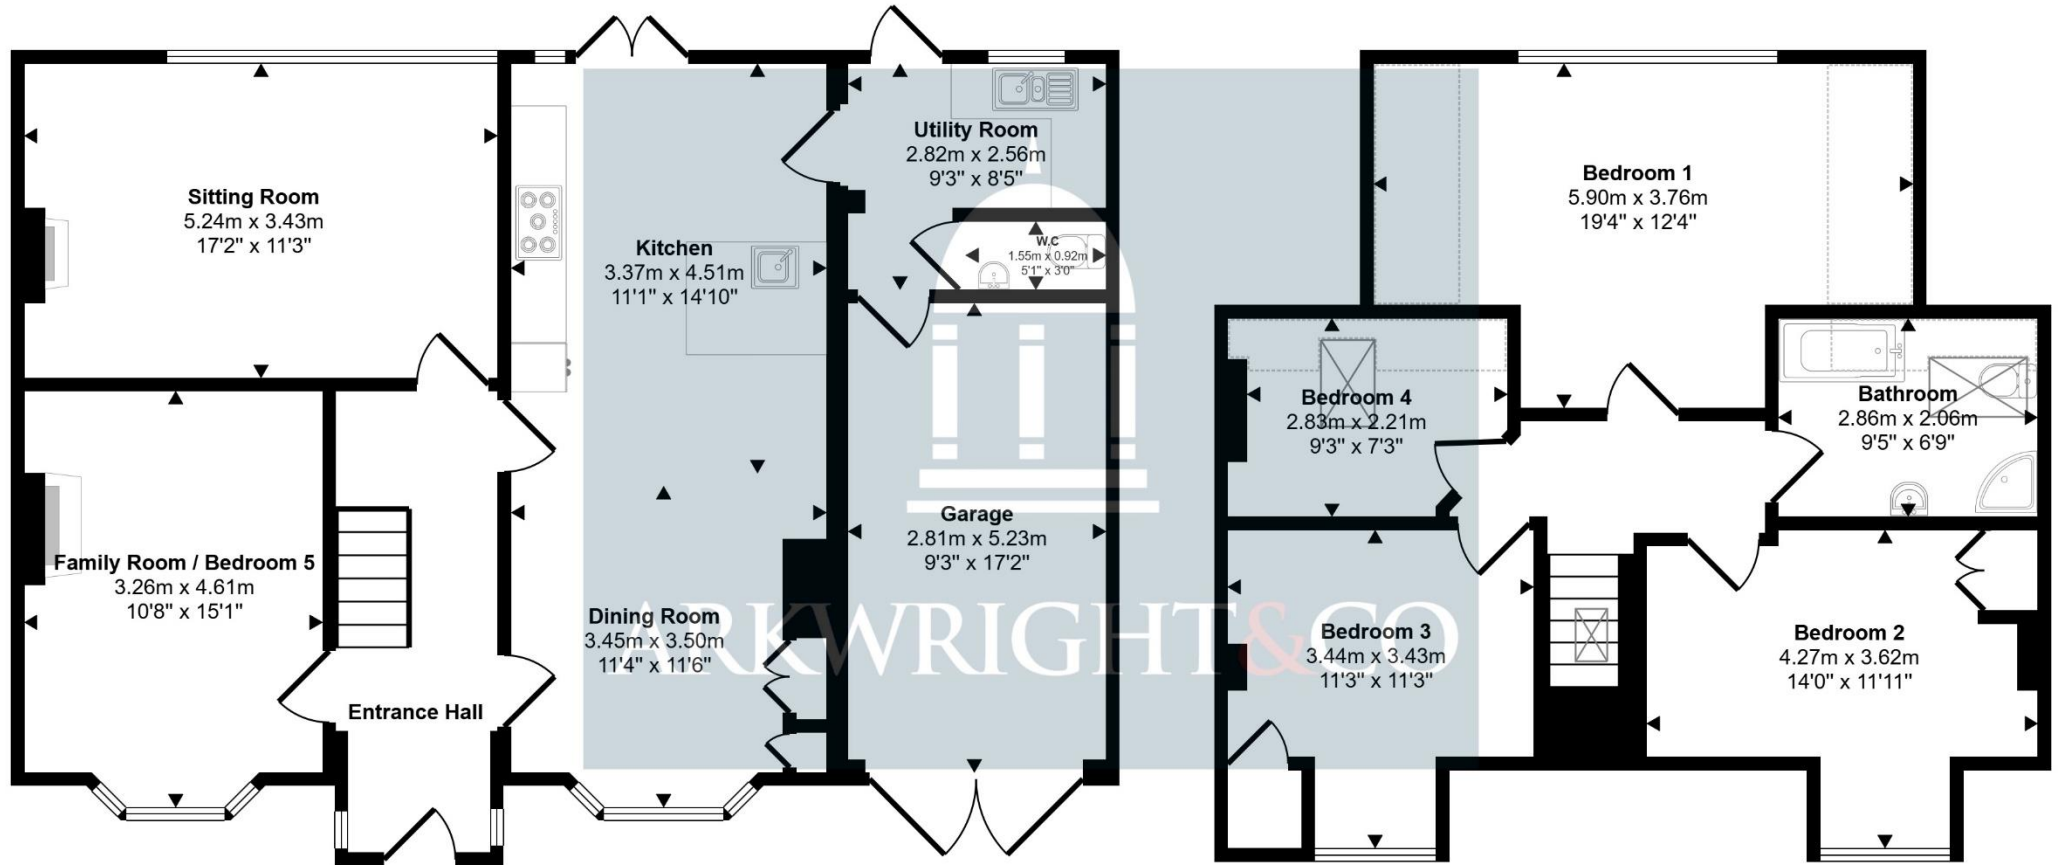 Sitting Room
5.24m x 3.43m
17'2" x 11'3"
Kitchen
3.37m x 4.51m
11'1" x 14'10"
Utility Room
2.82m x 2.56m
9'3" x 8'5"
W.C
1.55m x 0.92m
5'1" x 3'0"
Family Room / Bedroom 5
3.26m x 4.61m
10'8" x 15'1"
Entrance Hall
Dining Room
3.45m x 3.50m
11'4" x 11'6"
Garage
2.81m x 5.23m
9'3" x 17'2"
Bedroom 1
5.90m x 3.76m
19'4" x 12'4"
Bedroom 4
2.83m x 2.21m
9'3" x 7'3"
Bathroom
2.86m x 2.06m
9'5" x 6'9"
Bedroom 3
3.44m x 3.43m
11'3" x 11'3"
Bedroom 2
4.27m x 3.62m
14'0" x 11'11"
ARKWRIGHT&CO